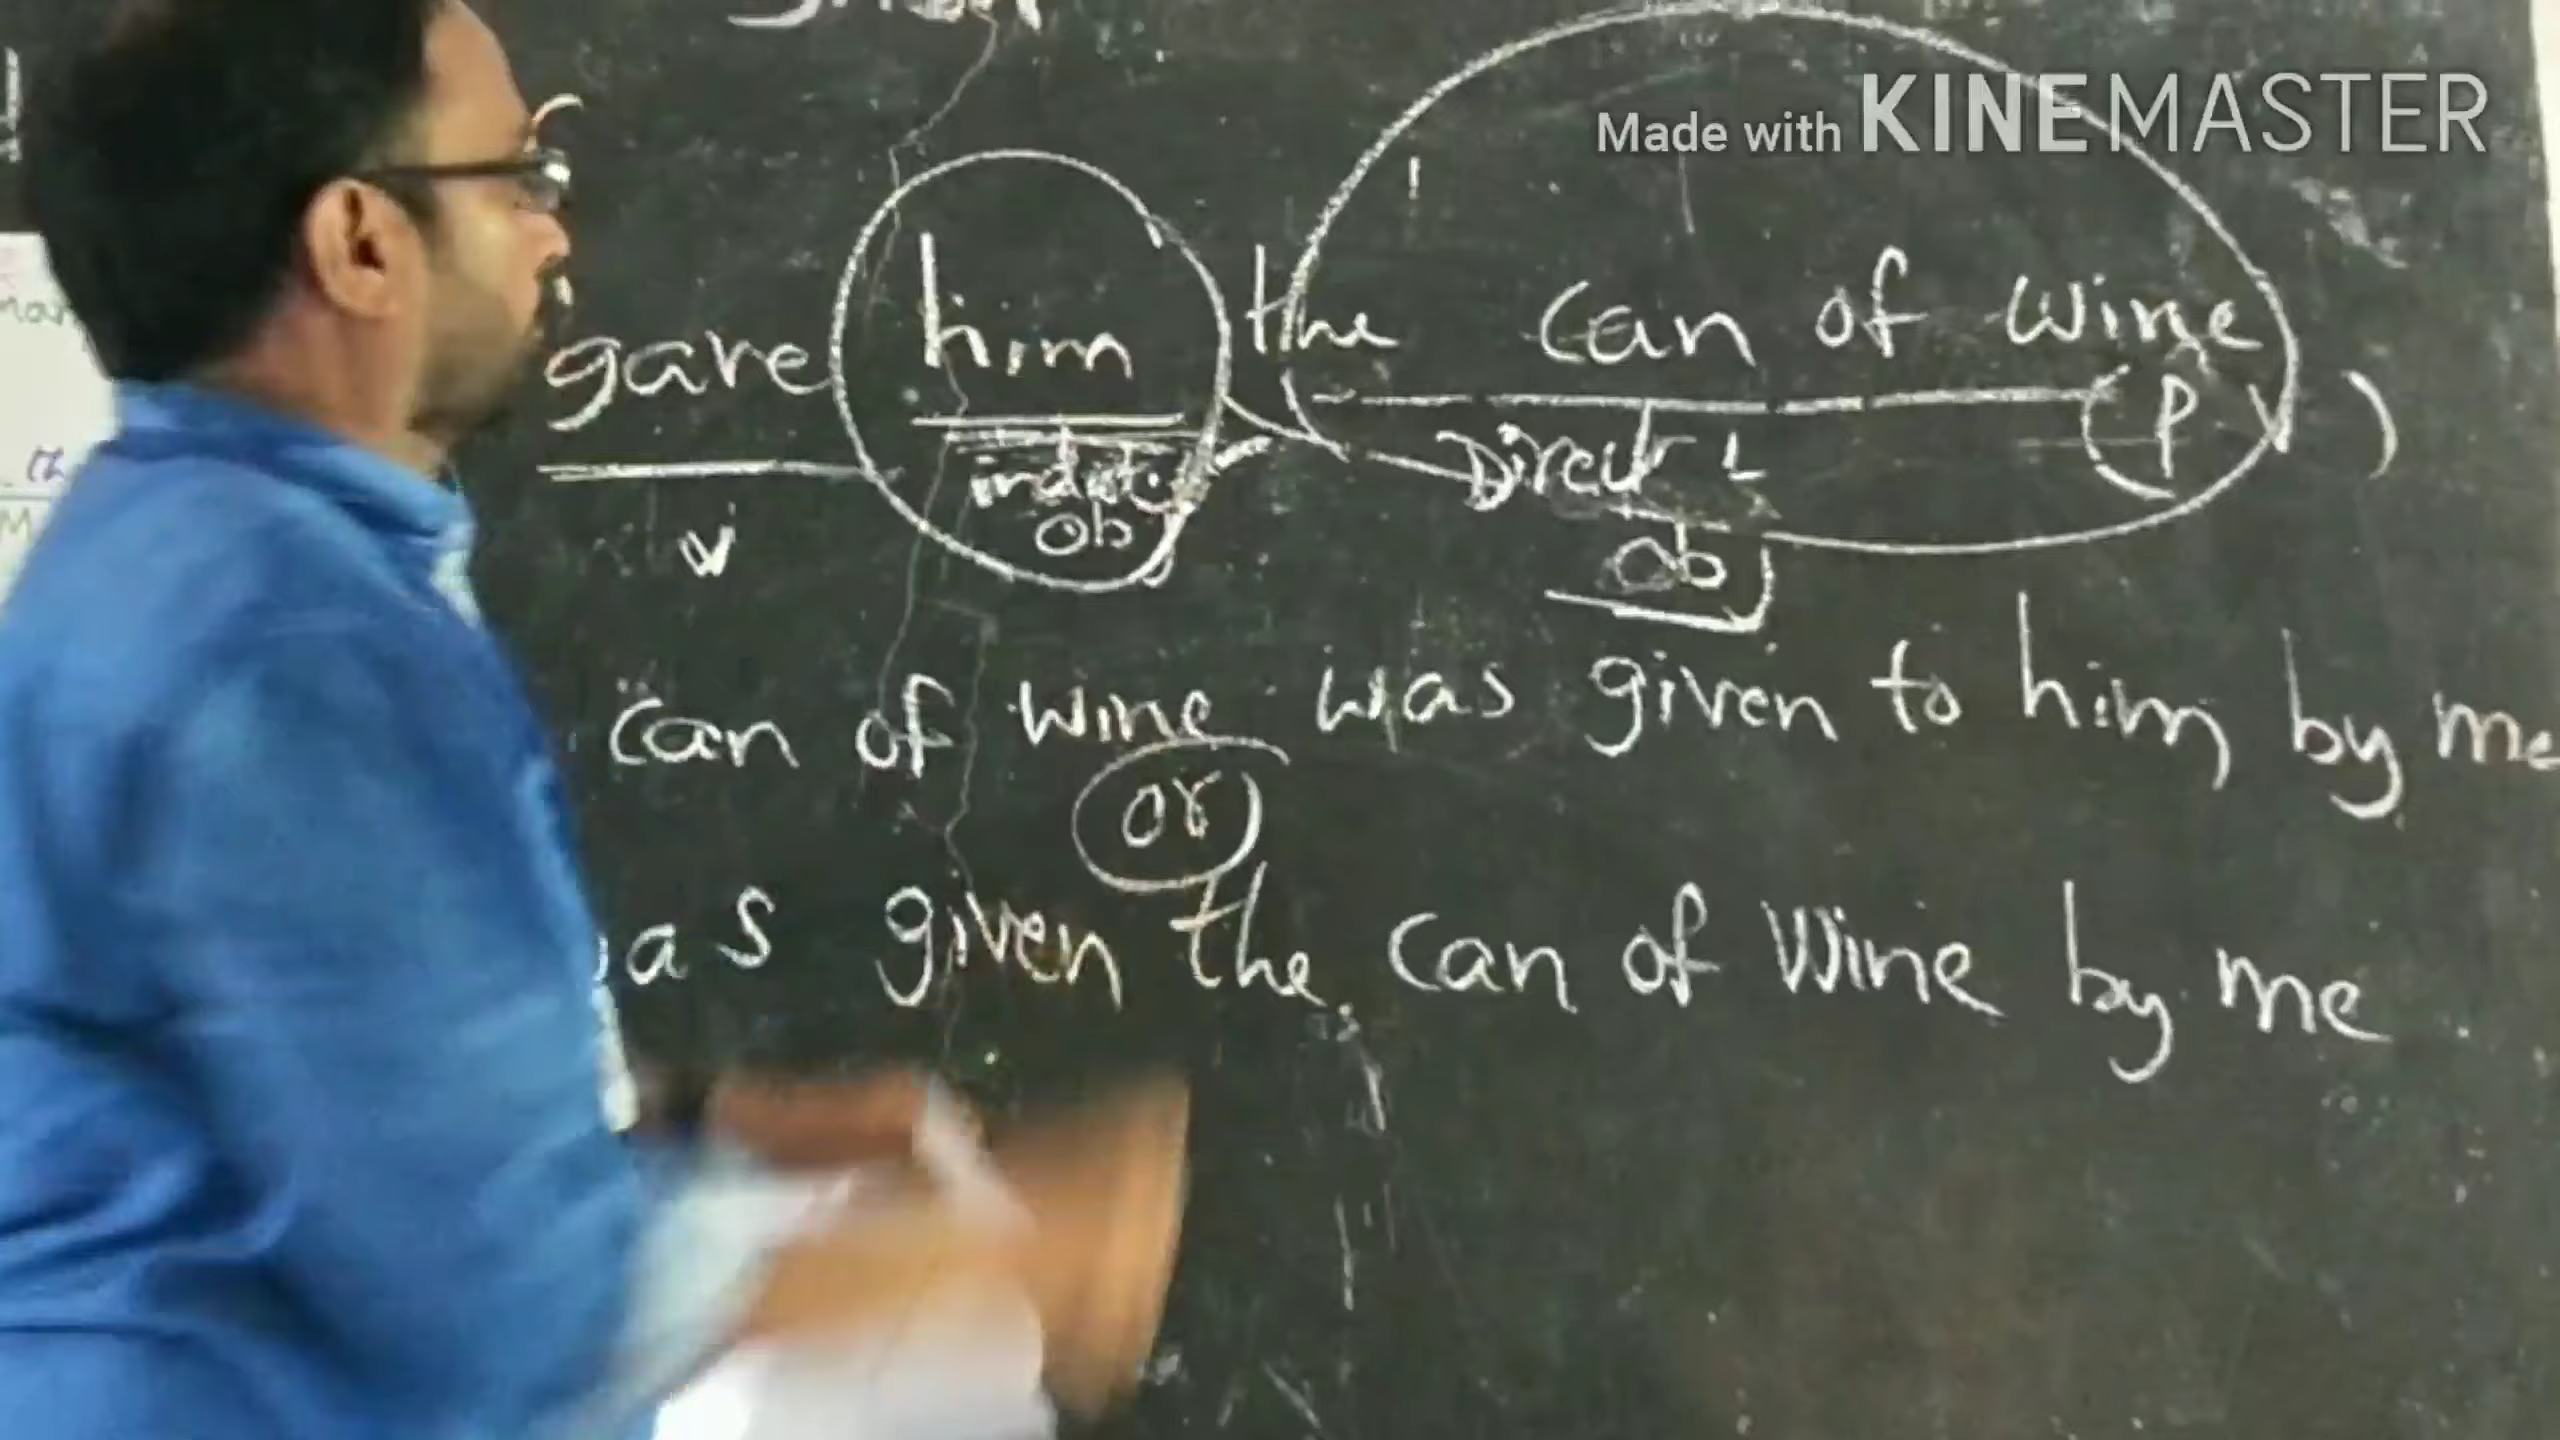 Made with KINEMASTER
gave him the can of wine
(P V)
V indict ob Direct ob
can of wine was given to him by me
or
as given the can of wine by me